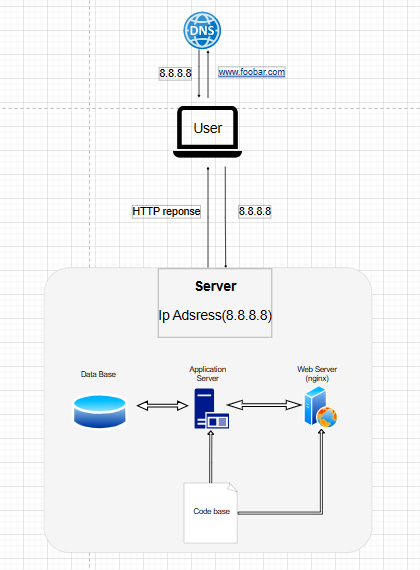 DNS
8.8.8.8
www.foobar.com
User
HTTP reponse
8.8.8.8
Server
Ip Adsress(8.8.8.8)
Data Base
Application
Server
Web Server
(nginx)
Code base